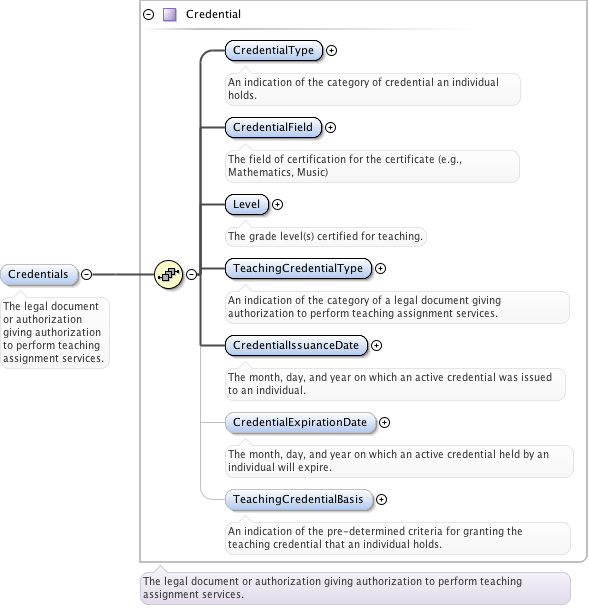 Credential
CredentialType
An indication of the category of credential an individual
holds.
CredentialField
The field of certification for the certificate (e.g.,
Mathematics, Music)
Level
The grade level(s) certified for teaching.
Credentials
The legal document
or authorization
giving authorization
to perform teaching
assignment services.
TeachingCredentialType
An indication of the category of a legal document giving
authorization to perform teaching assignment services.
CredentialIssuanceDate
The month, day, and year on which an active credential was issued
to an individual.
CredentialExpirationDate
The month, day, and year on which an active credential held by an
individual will expire.
TeachingCredentialBasis
An indication of the pre-determined criteria for granting the
teaching credential that an individual holds.
The legal document or authorization giving authorization to perform teaching
assignment services.